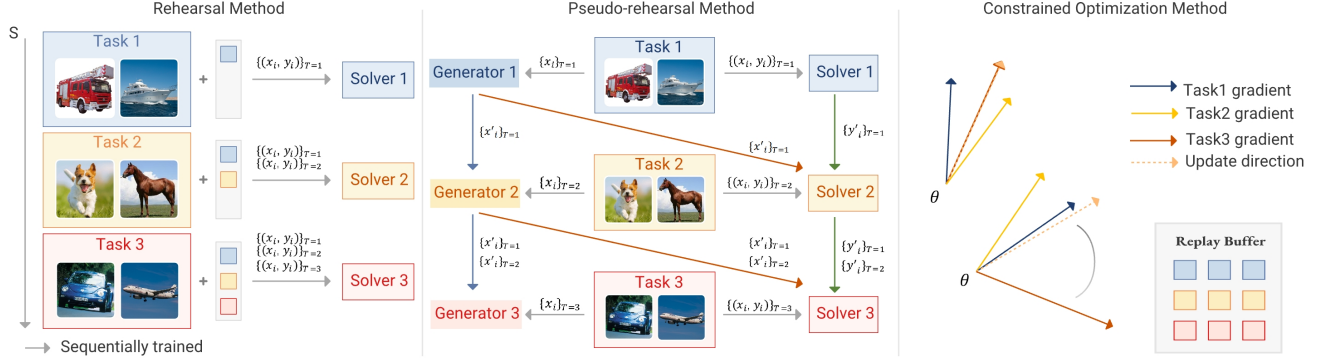 Rehearsal Method
S
Task 1
+
{(xᵢ, yᵢ)}T=1
Solver 1
Task 2
+
{(xᵢ, yᵢ)}T=1
{(xᵢ, yᵢ)}T=2
Solver 2
Task 3
+
{(xᵢ, yᵢ)}T=1
{(xᵢ, yᵢ)}T=2
{(xᵢ, yᵢ)}T=3
Solver 3
Sequentially trained
Pseudo-rehearsal Method
Generator 1
{xᵢ}T=1
Task 1
{(xᵢ, yᵢ)}T=1
Solver 1
{x'ᵢ}T=1
{x'ᵢ}T=1
{y'ᵢ}T=1
Generator 2
{xᵢ}T=2
Task 2
{(xᵢ, yᵢ)}T=2
Solver 2
{x'ᵢ}T=1
{x'ᵢ}T=2
{x'ᵢ}T=1
{x'ᵢ}T=2
{y'ᵢ}T=1
{y'ᵢ}T=2
Generator 3
{xᵢ}T=3
Task 3
{(xᵢ, yᵢ)}T=3
Solver 3
Constrained Optimization Method
θ
Task1 gradient
Task2 gradient
Task3 gradient
Update direction
θ
Replay Buffer